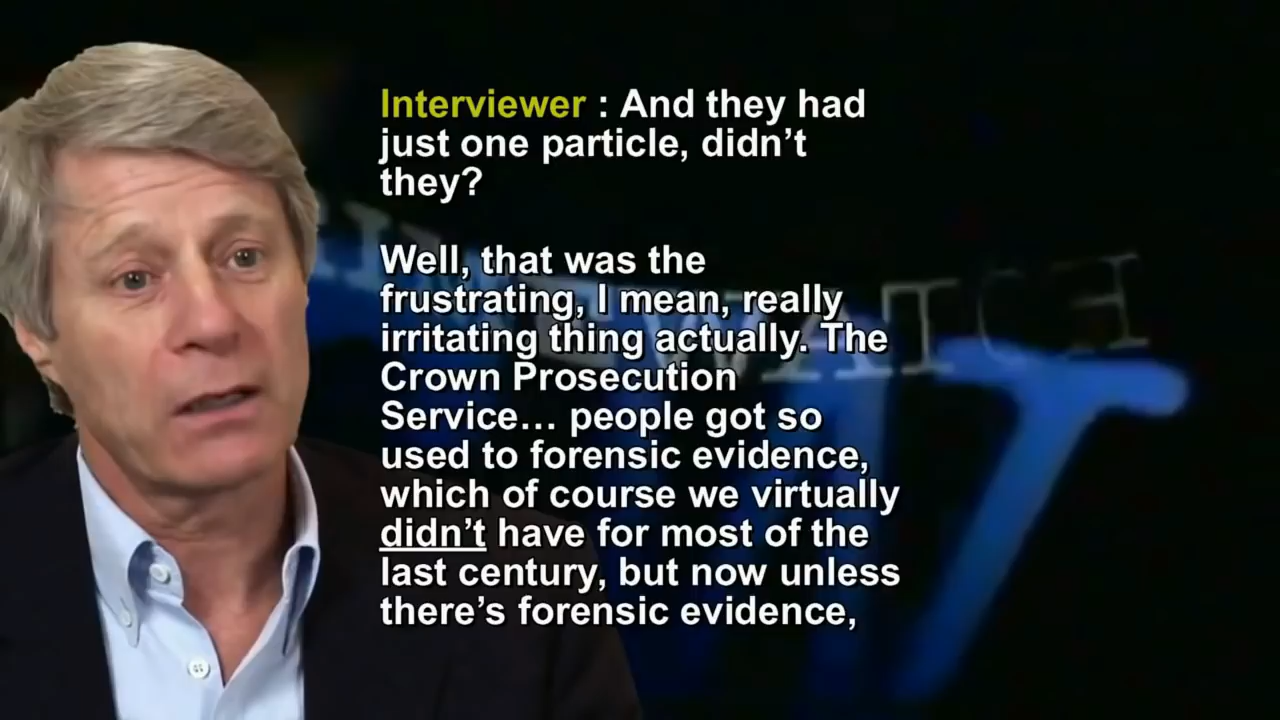 Interviewer : And they had
just one particle, didn’t
they?
Well, that was the
frustrating, I mean, really
irritating thing actually. The
Crown Prosecution
Service… people got so
used to forensic evidence,
which of course we virtually
didn’t have for most of the
last century, but now unless
there’s forensic evidence,